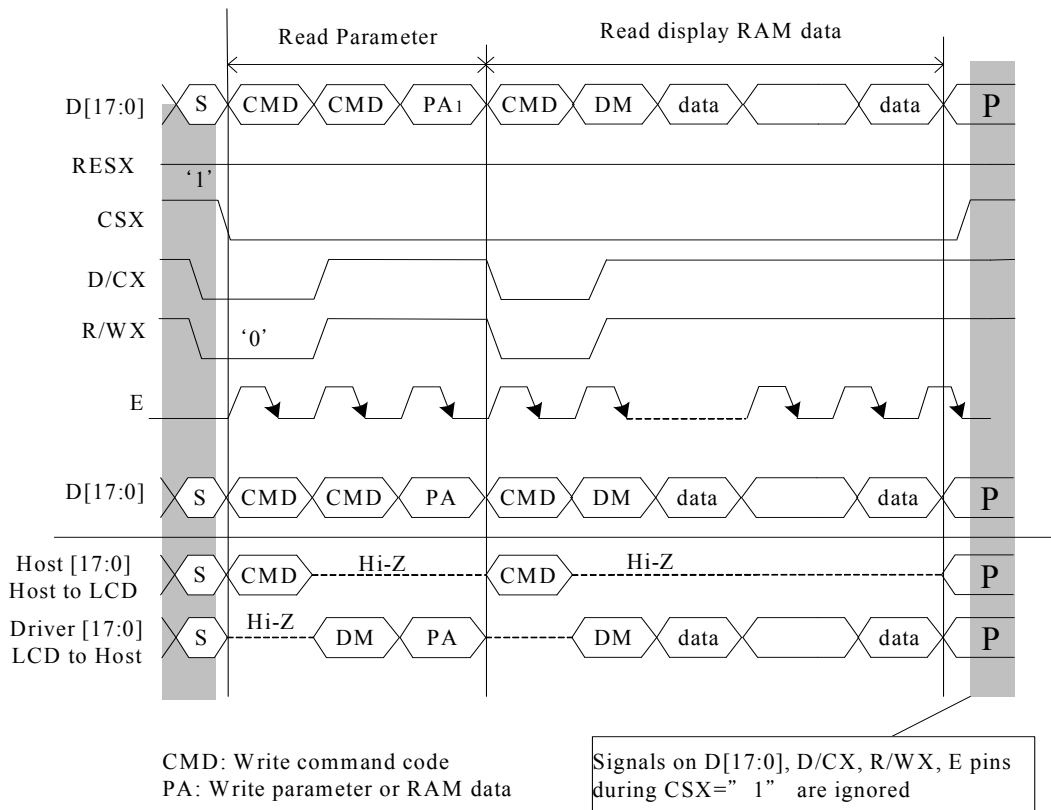 Read Parameter
Read display RAM data
D[17:0] S CMD CMD PA1 CMD DM data data P
RESX
‘1’
CSX
D/CX
R/WX ‘0’
E
D[17:0] S CMD CMD PA CMD DM data data P
Host [17:0]
Host to LCD
S CMD Hi-Z CMD Hi-Z P
Driver [17:0]
LCD to Host
S Hi-Z DM PA DM data data P
CMD: Write command code
PA: Write parameter or RAM data
Signals on D[17:0], D/CX, R/WX, E pins
during CSX=” 1” are ignored